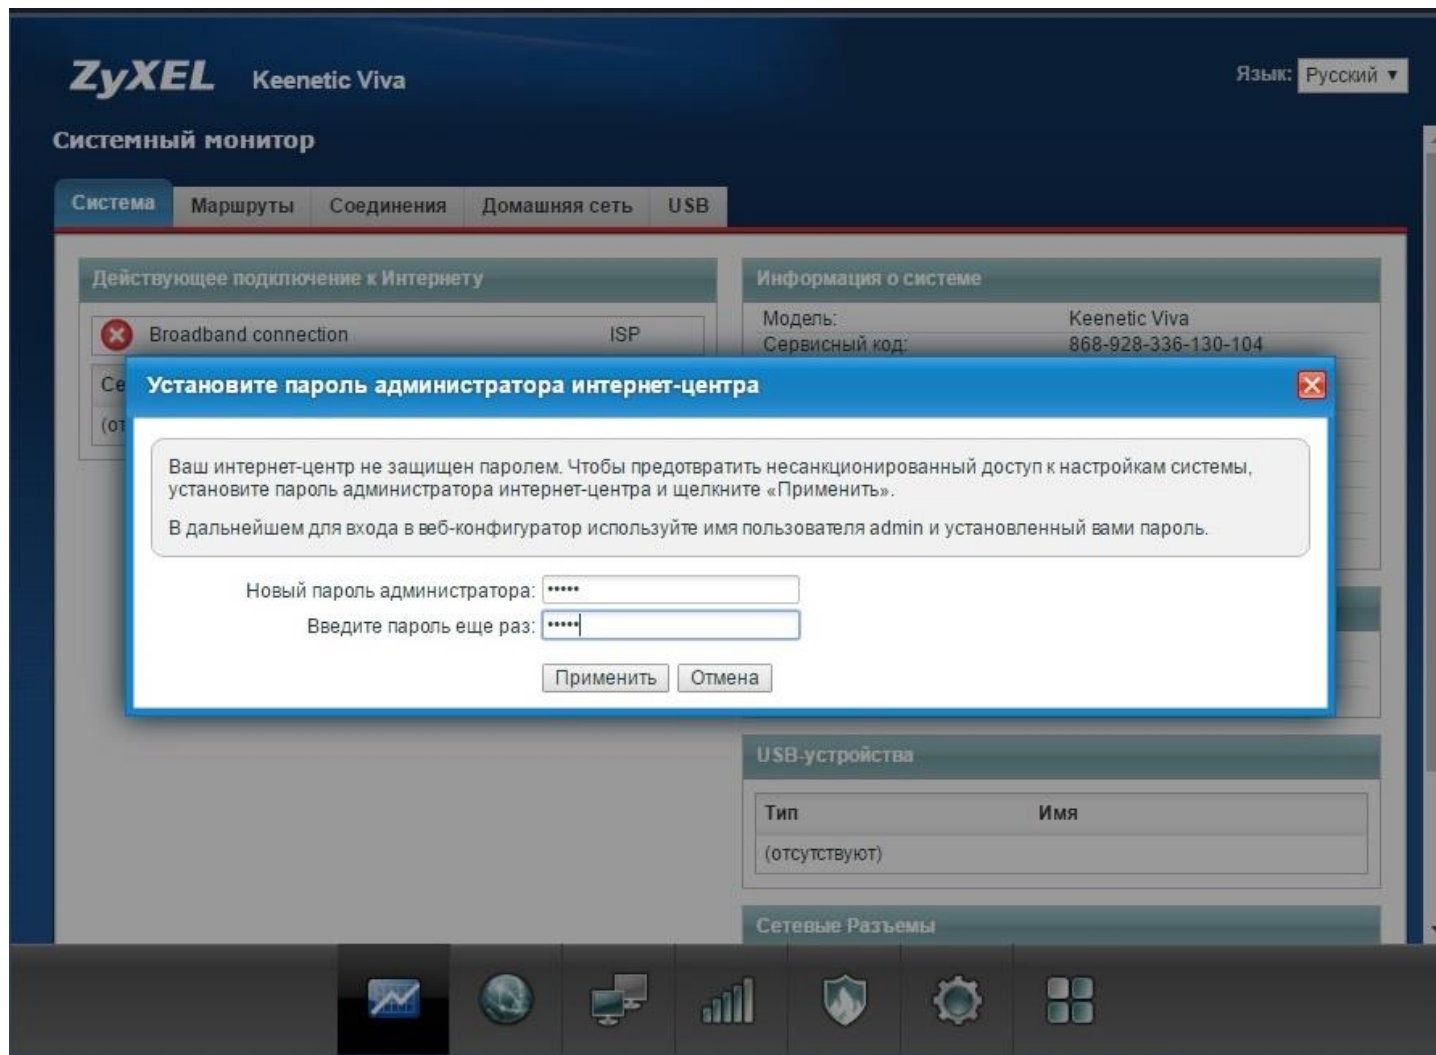 ZyXEL Keenetic Viva
Язык: Русский
Системный монитор
Система Маршруты Соединения Домашняя сеть USB
Действующее подключение к Интернету
Информация о системе
Broadband connection ISP
Модель: Keenetic Viva
Сервисный код: 868-928-336-130-104
Установите пароль администратора интернет-центра
Ваш интернет-центр не защищен паролем. Чтобы предотвратить несанкционированный доступ к настройкам системы,
установите пароль администратора интернет-центра и щелкните «Применить».
В дальнейшем для входа в веб-конфигуратор используйте имя пользователя admin и установленный вами пароль.
Новый пароль администратора: •••••
Введите пароль еще раз: •••••
Применить Отмена
USB-устройства
Тип Имя
(отсутствуют)
Сетевые Разъемы